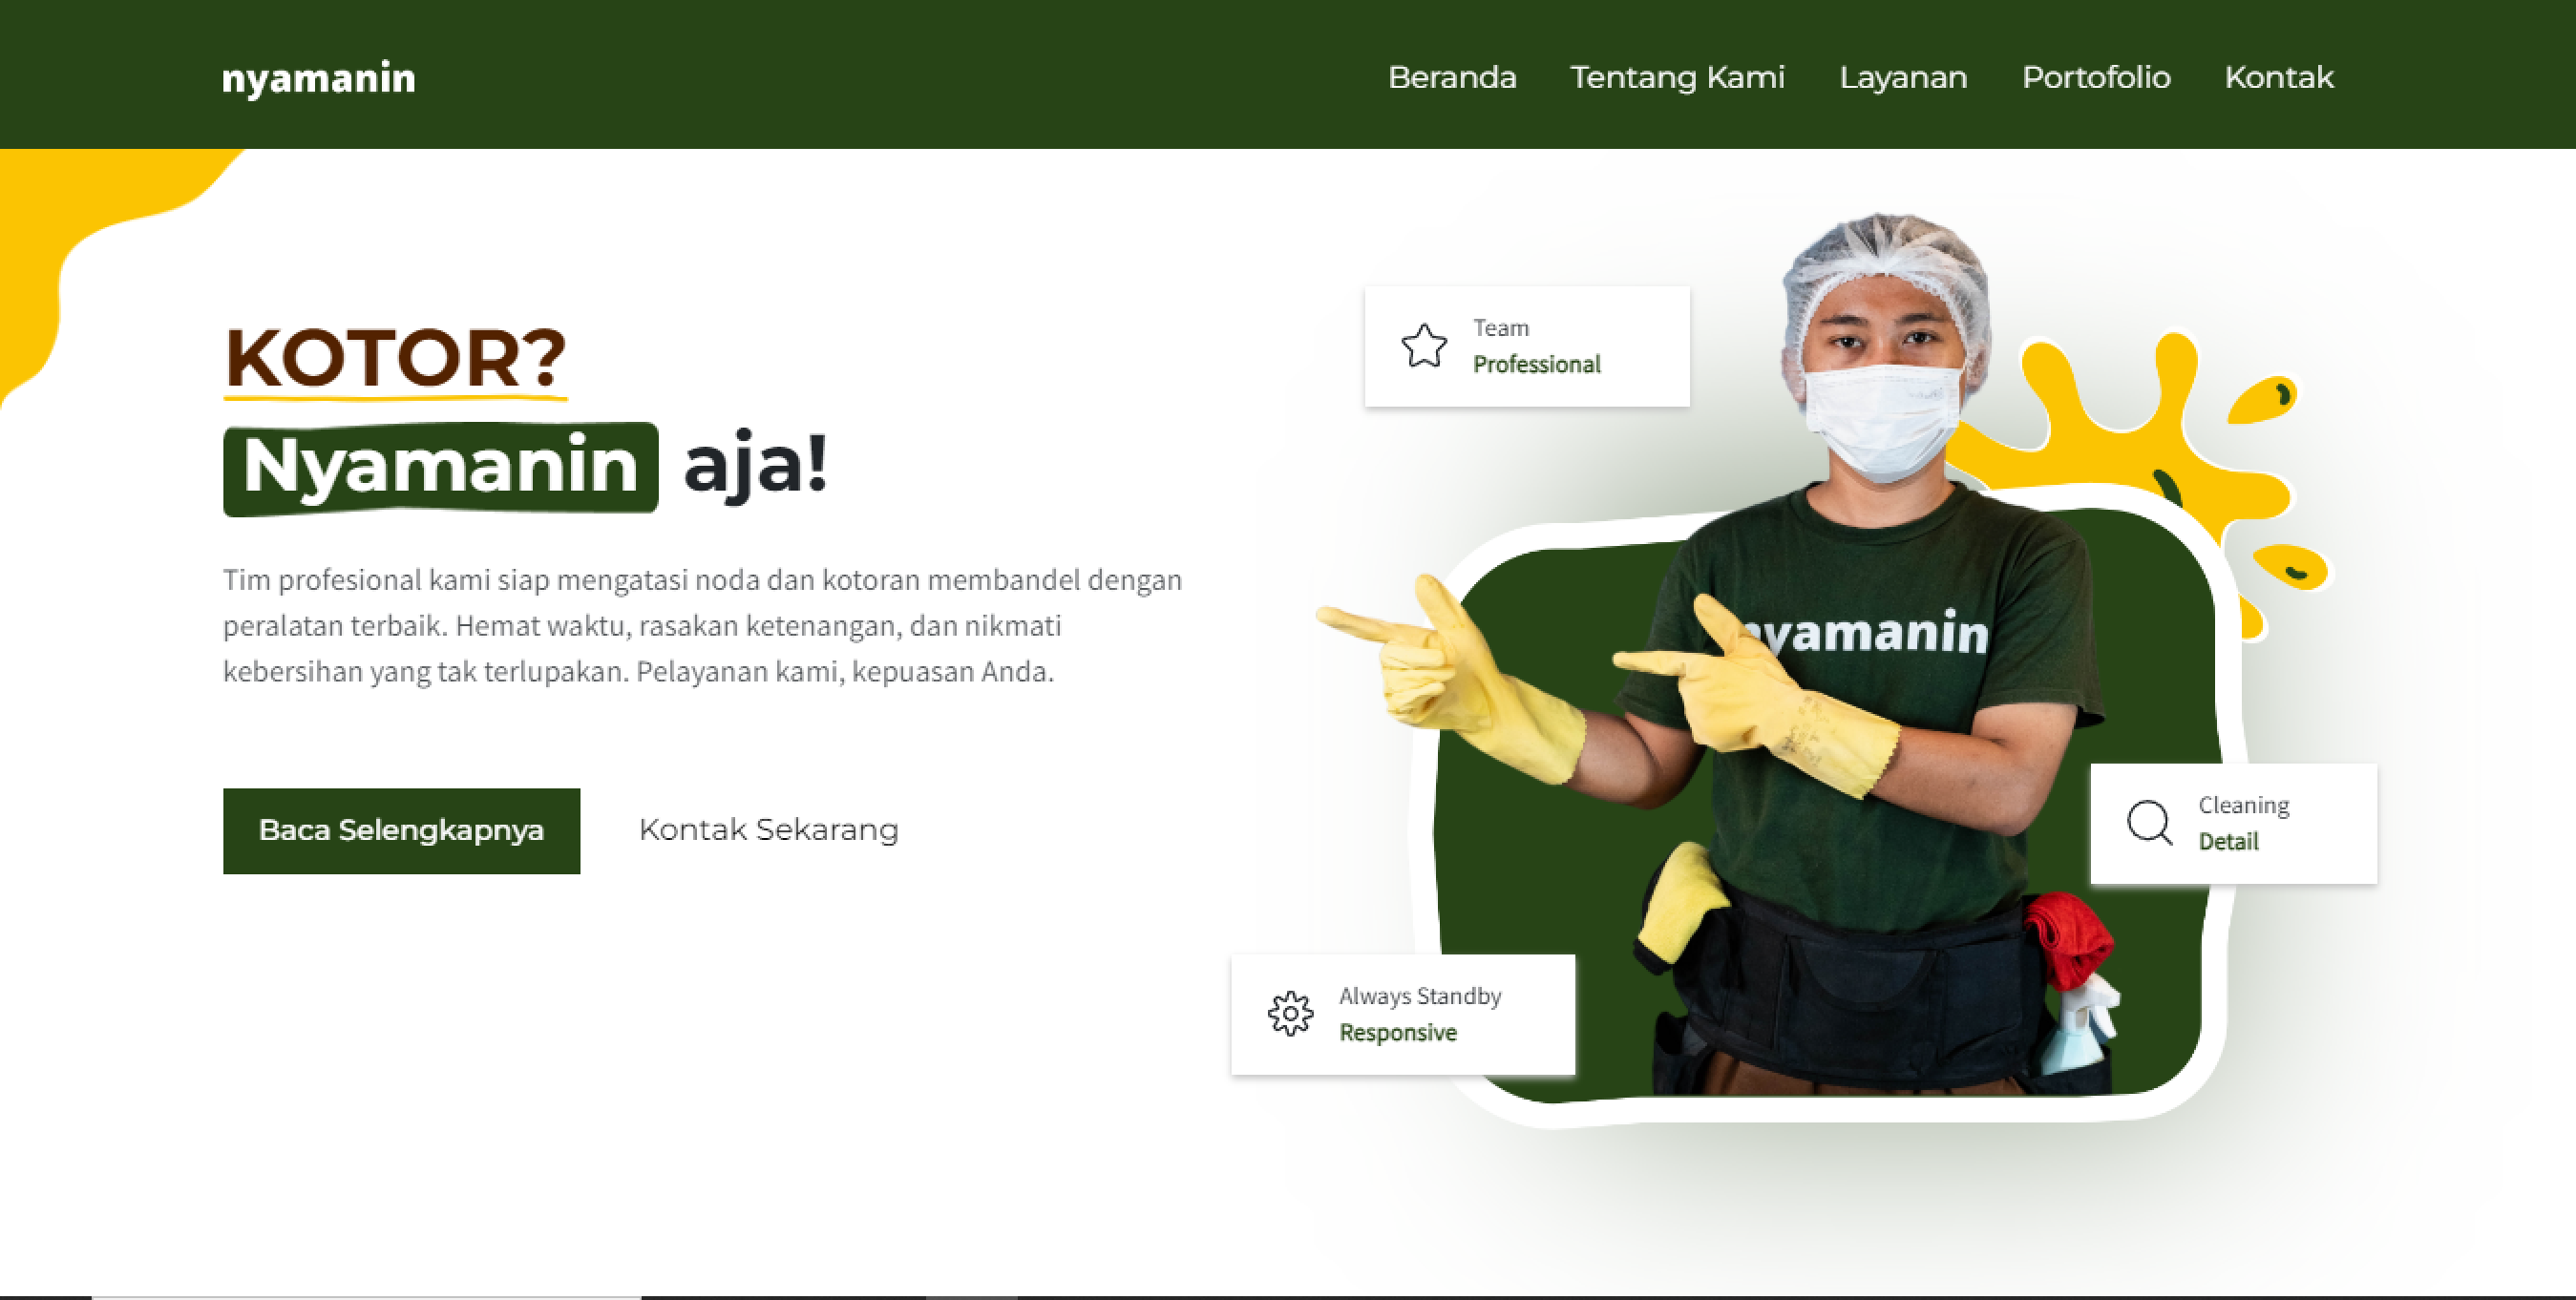 nyamanin
Beranda Tentang Kami Layanan Portofolio Kontak
KOTOR?
Nyamanin aja!
Tim profesional kami siap mengatasi noda dan kotoran membandel dengan
peralatan terbaik. Hemat waktu, rasakan ketenangan, dan nikmati
kebersihan yang tak terlupakan. Pelayanan kami, kepuasan Anda.
Baca Selengkapnya
Kontak Sekarang
Team
Professional
nyamanin
Cleaning
Detail
Always Standby
Responsive